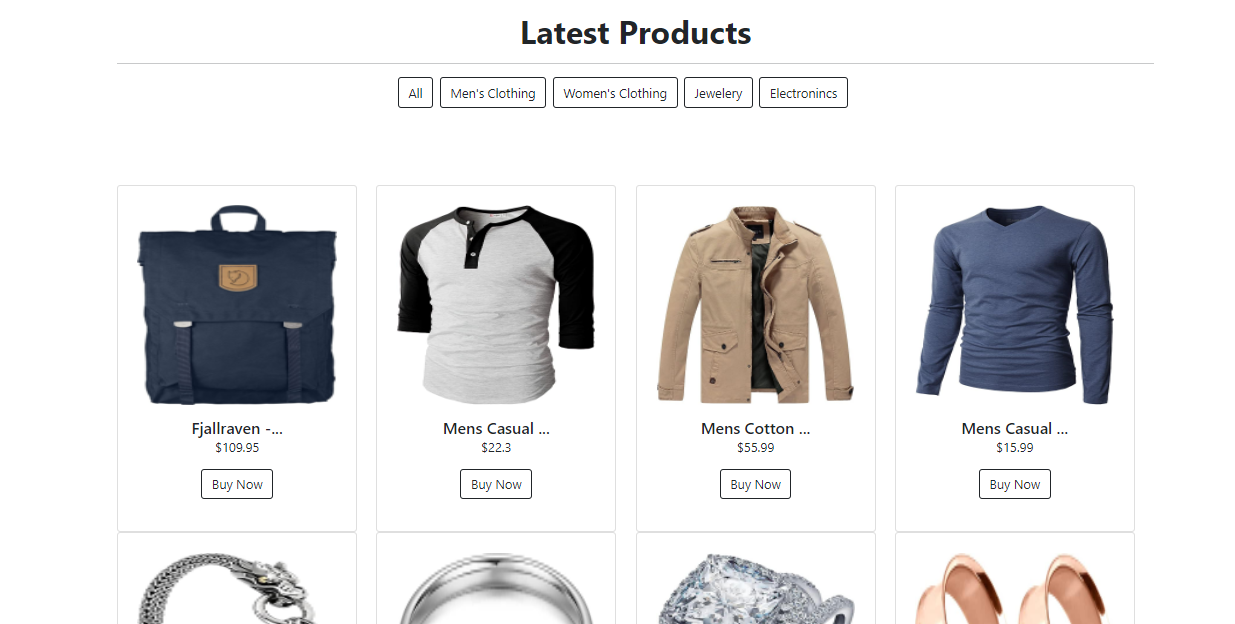 Latest Products
All Men's Clothing Women's Clothing Jewelery Electronincs
Fjallraven -... Mens Casual ... Mens Cotton ... Mens Casual ...
$109.95 $22.3 $55.99 $15.99
Buy Now Buy Now Buy Now Buy Now